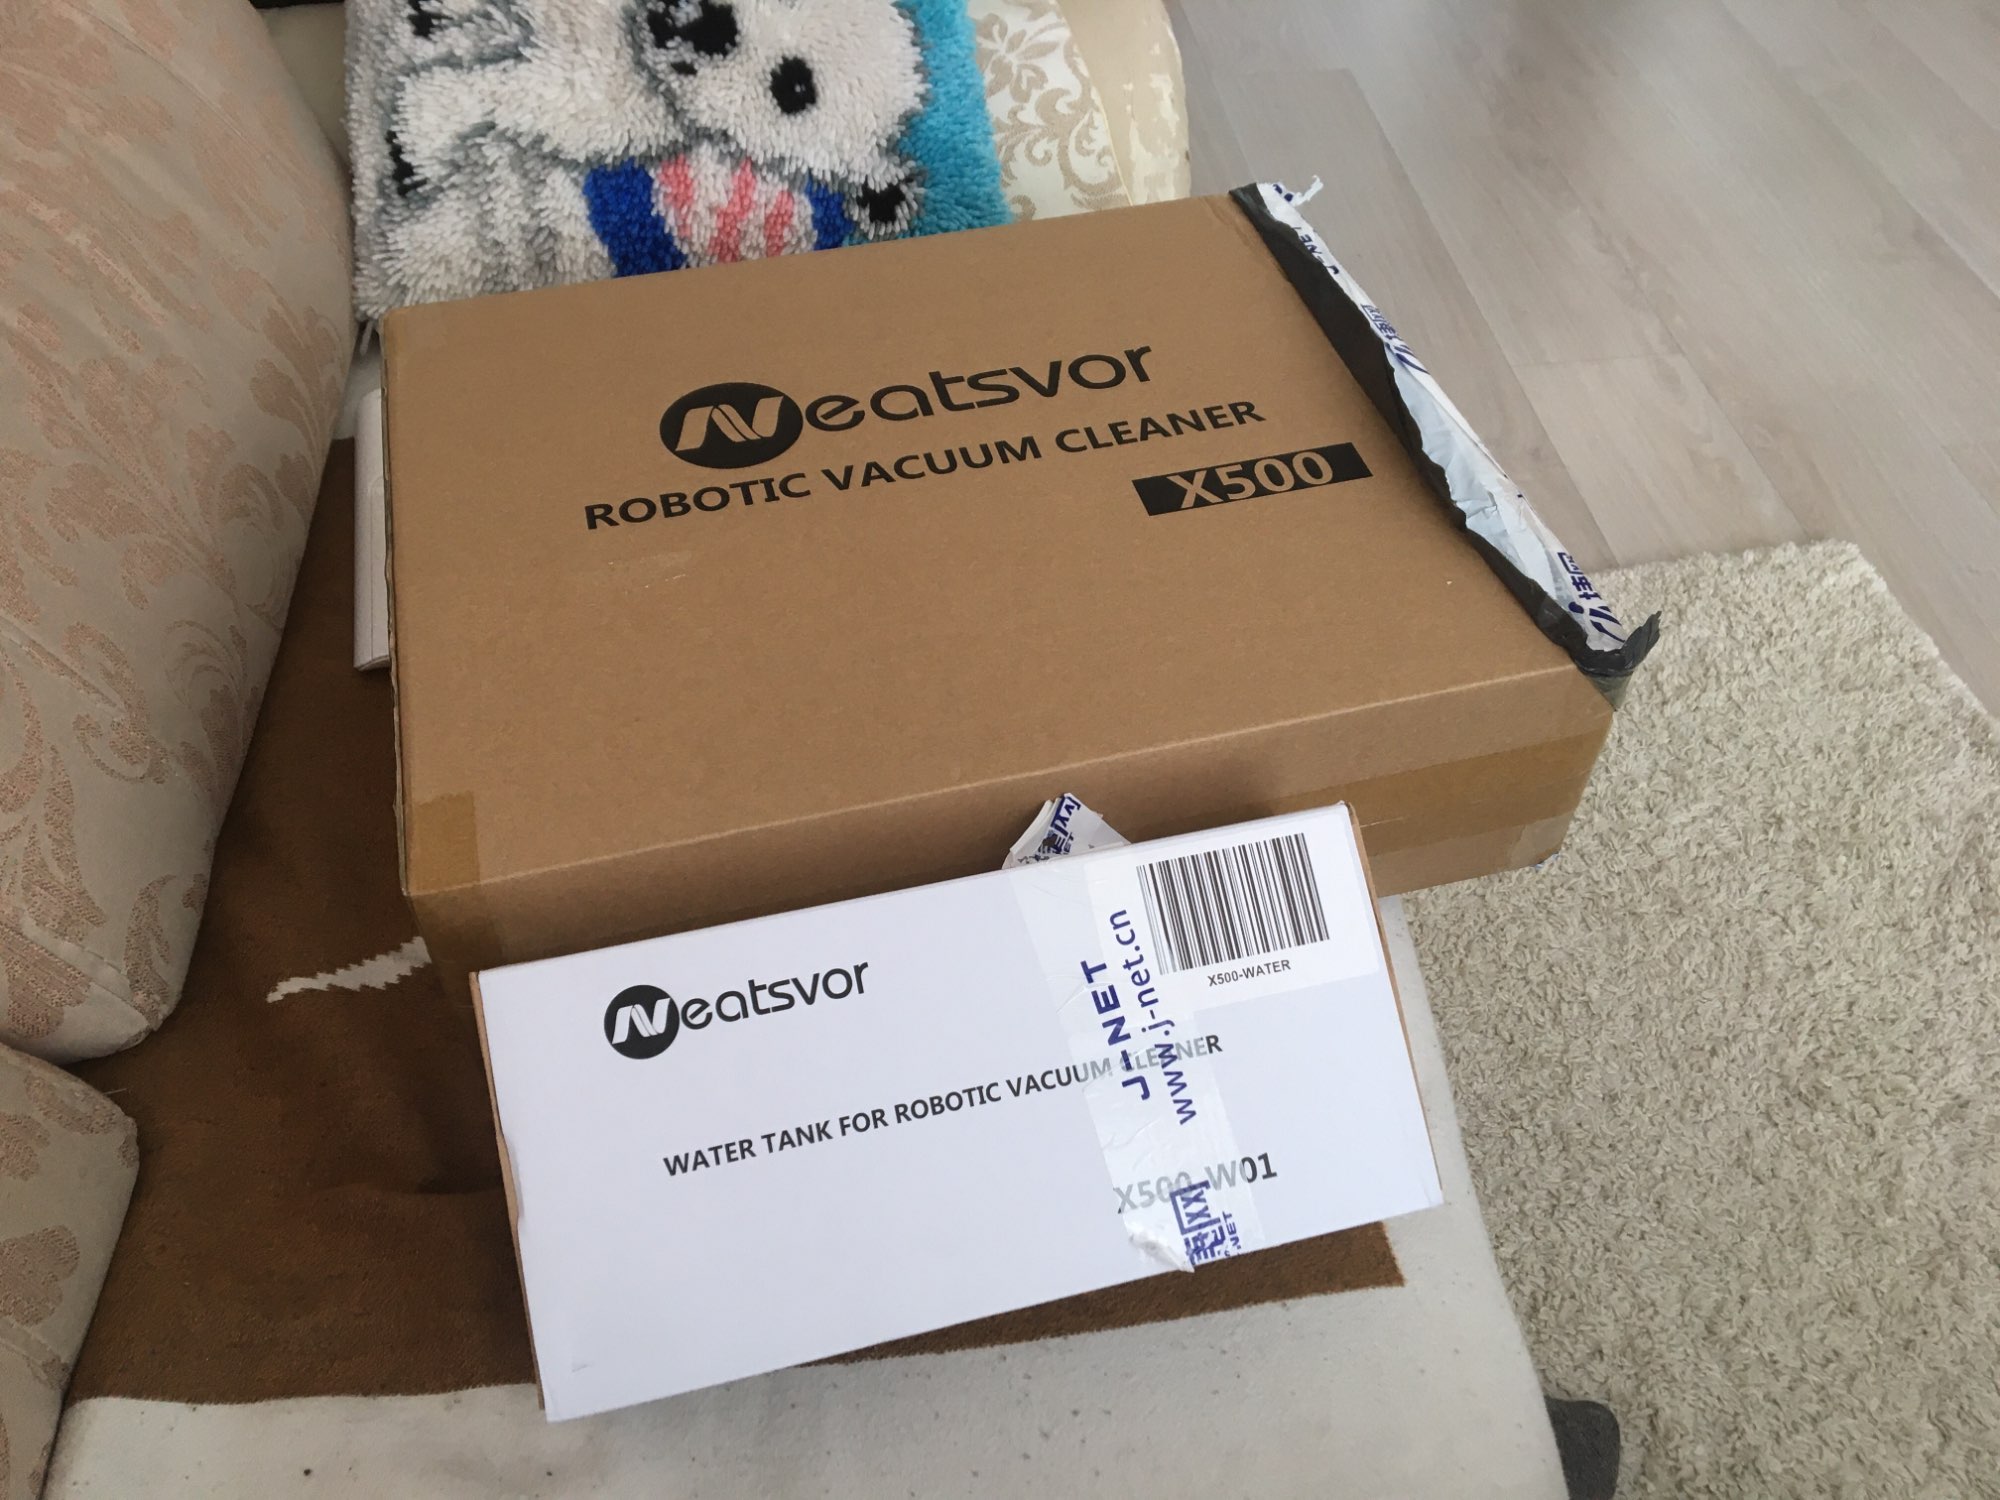 Neatsvor
ROBOTIC VACUUM CLEANER
X500
Neatsvor
X500-WATER
WATER TANK FOR ROBOTIC VACUUM CLEANER
X500-W01
J-NET
www.j-net.cn